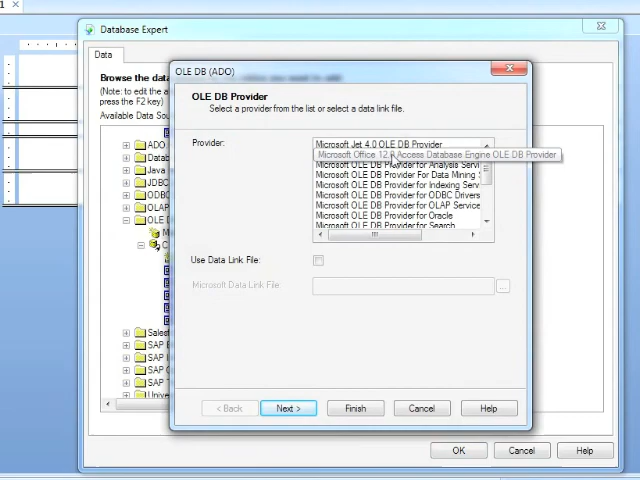 1
Database Expert
Data
OLE DB (ADO)
Browse the data
(Note: to edit the a
press the F2 key)
Available Data Sou
OLE DB Provider
Select a provider from the list or select a data link file.
Provider:
Microsoft Jet 4.0 OLE DB Provider
Microsoft Office 12.0 Access Database Engine OLE DB Provider
Microsoft OLE DB Provider for Analysis Servi
Microsoft OLE DB Provider For Data Mining S
Microsoft OLE DB Provider for Indexing Serv
Microsoft OLE DB Provider for ODBC Drivers
Microsoft OLE DB Provider for OLAP Service
Microsoft OLE DB Provider for Oracle
Microsoft OLE DB Provider for Search
ADO
Datab
Java
JDBC
ODBC
OLAP
OLE D
M
C
Salesf
SAP B
SAP I
SAP O
SAP T
Unive
Use Data Link File:
Microsoft Data Link File:
...
< Back
Next >
Finish
Cancel
Help
OK
Cancel
Help